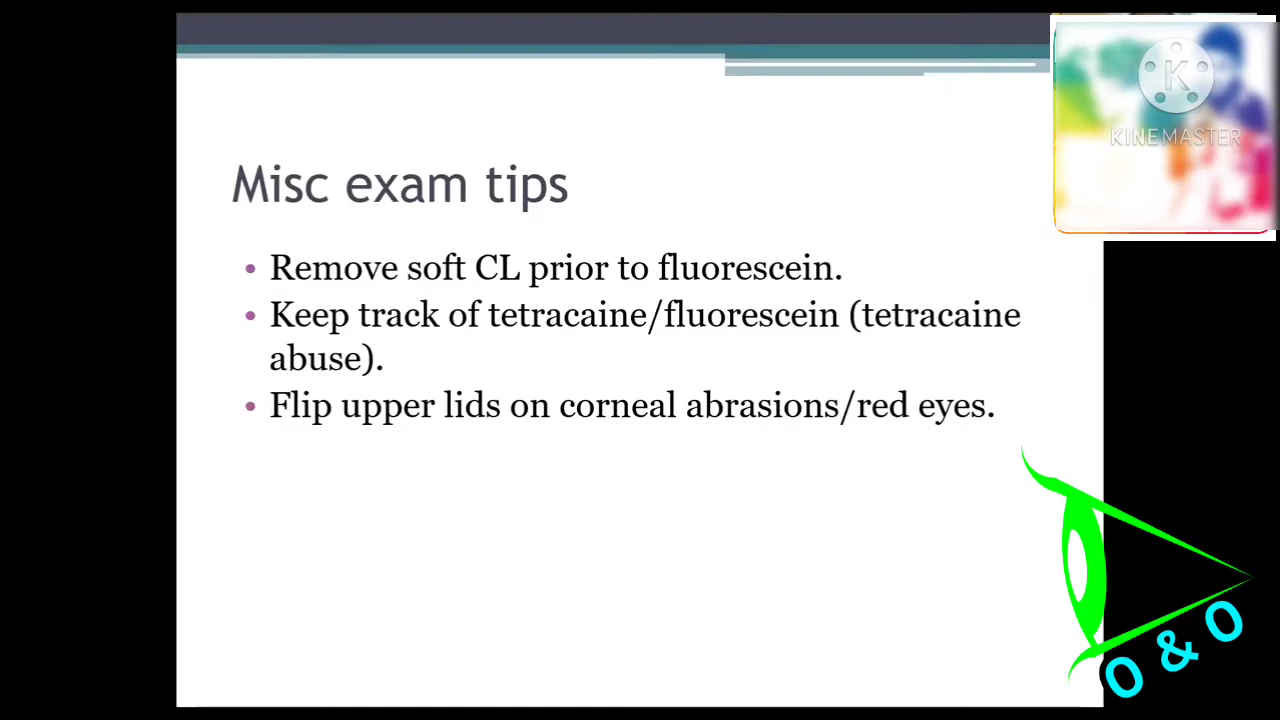 KINEMASTER
Misc exam tips
• Remove soft CL prior to fluorescein.
• Keep track of tetracaine/fluorescein (tetracaine
abuse).
• Flip upper lids on corneal abrasions/red eyes.
O & O